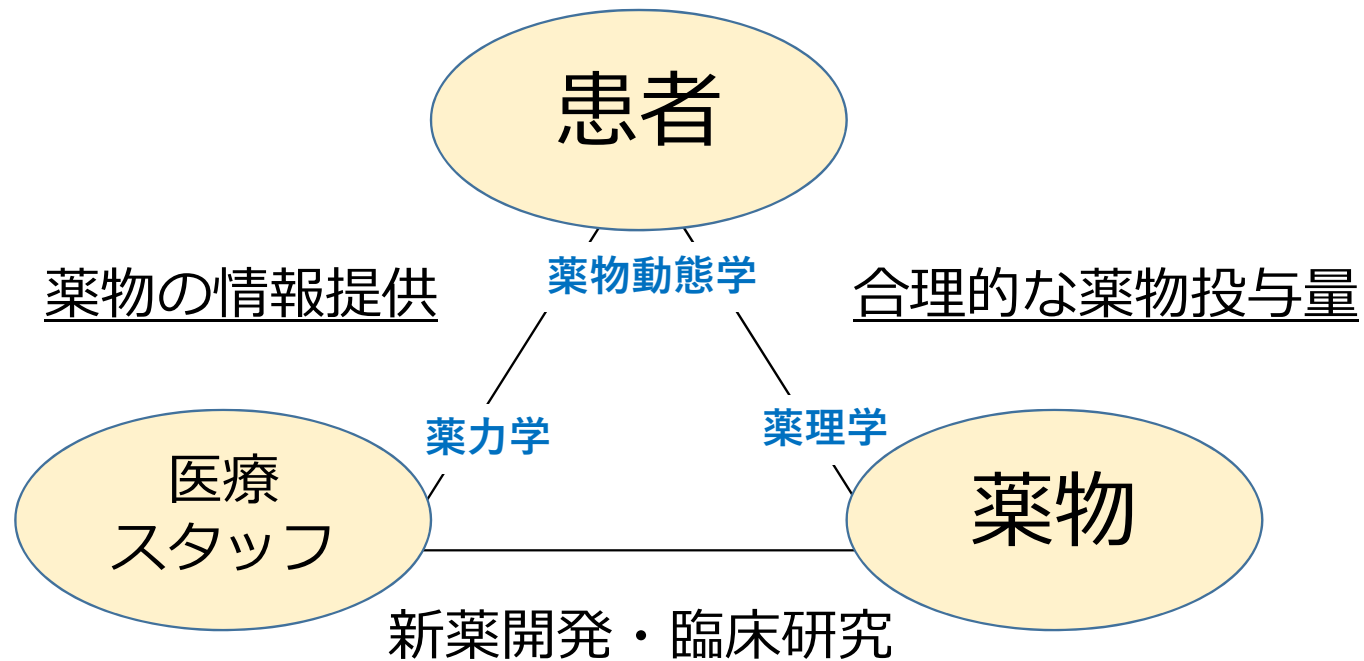 患者
薬物動態学
薬物の情報提供
合理的な薬物投与量
薬力学
薬理学
医療
スタッフ
薬物
新薬開発・臨床研究